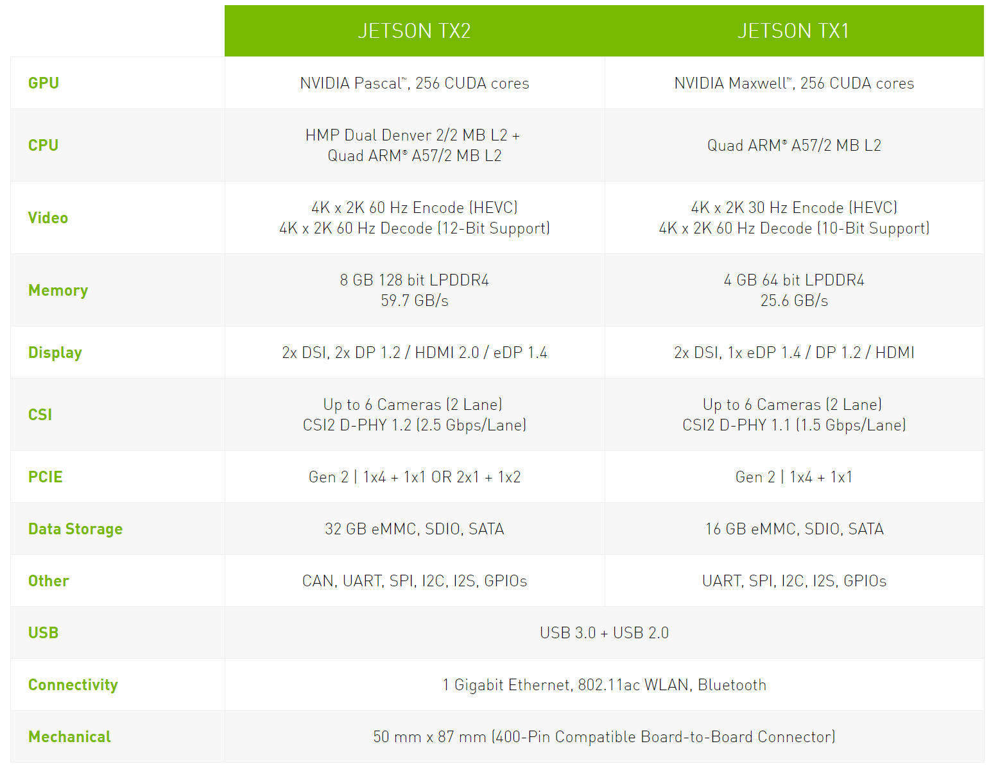 JETSON TX2
JETSON TX1
GPU
NVIDIA Pascal™, 256 CUDA cores
NVIDIA Maxwell™, 256 CUDA cores
CPU
HMP Dual Denver 2/2 MB L2 +
Quad ARM® A57/2 MB L2
Quad ARM® A57/2 MB L2
Video
4K x 2K 60 Hz Encode (HEVC)
4K x 2K 60 Hz Decode (12-Bit Support)
4K x 2K 30 Hz Encode (HEVC)
4K x 2K 60 Hz Decode (10-Bit Support)
Memory
8 GB 128 bit LPDDR4
59.7 GB/s
4 GB 64 bit LPDDR4
25.6 GB/s
Display
2x DSI, 2x DP 1.2 / HDMI 2.0 / eDP 1.4
2x DSI, 1x eDP 1.4 / DP 1.2 / HDMI
CSI
Up to 6 Cameras (2 Lane)
CSI2 D-PHY 1.2 (2.5 Gbps/Lane)
Up to 6 Cameras (2 Lane)
CSI2 D-PHY 1.1 (1.5 Gbps/Lane)
PCIE
Gen 2 | 1x4 + 1x1 OR 2x1 + 1x2
Gen 2 | 1x4 + 1x1
Data Storage
32 GB eMMC, SDIO, SATA
16 GB eMMC, SDIO, SATA
Other
CAN, UART, SPI, I2C, I2S, GPIOs
UART, SPI, I2C, I2S, GPIOs
USB
USB 3.0 + USB 2.0
Connectivity
1 Gigabit Ethernet, 802.11ac WLAN, Bluetooth
Mechanical
50 mm x 87 mm (400-Pin Compatible Board-to-Board Connector)